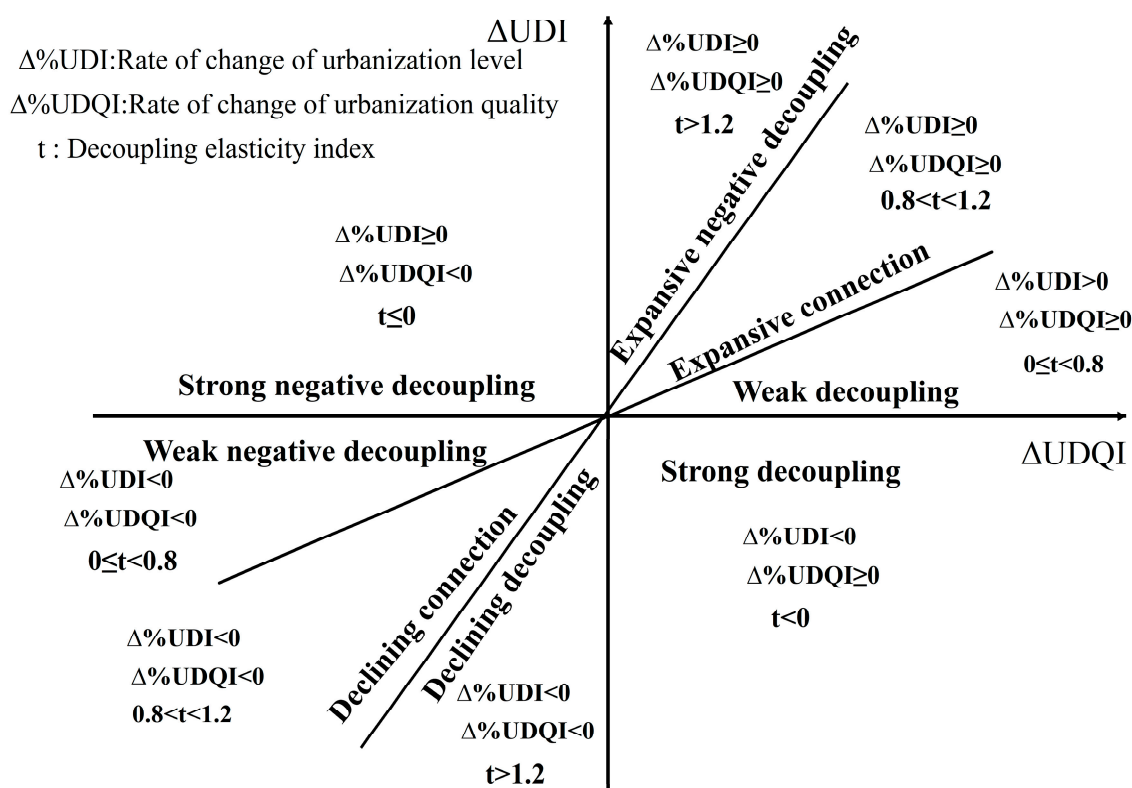 ΔUDI
Δ%UDI:Rate of change of urbanization level
Δ%UDQI:Rate of change of urbanization quality
t : Decoupling elasticity index
Δ%UDI≥0
Δ%UDQI≥0
t>1.2
Expansive negative decoupling
Δ%UDI≥0
Δ%UDQI≥0
0.8<t<1.2
Expansive connection
Δ%UDI>0
Δ%UDQI≥0
0≤t<0.8
Weak decoupling
Δ%UDI≥0
Δ%UDQI<0
t≤0
Strong negative decoupling
ΔUDQI
Weak negative decoupling
Δ%UDI<0
Δ%UDQI<0
0≤t<0.8
Strong decoupling
Δ%UDI<0
Δ%UDQI≥0
t<0
Declining connection
Δ%UDI<0
Δ%UDQI<0
0.8<t<1.2
Declining decoupling
Δ%UDI<0
Δ%UDQI<0
t>1.2